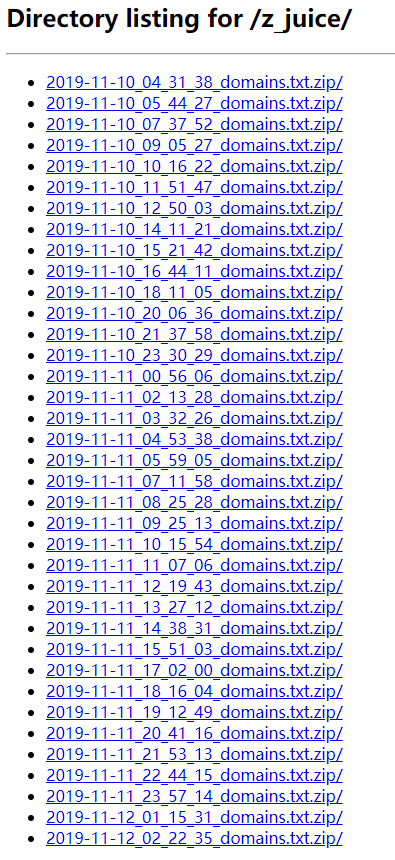 Directory listing for /z_juice/
2019-11-10_04_31_38_domains.txt.zip/
2019-11-10_05_44_27_domains.txt.zip/
2019-11-10_07_37_52_domains.txt.zip/
2019-11-10_09_05_27_domains.txt.zip/
2019-11-10_10_16_22_domains.txt.zip/
2019-11-10_11_51_47_domains.txt.zip/
2019-11-10_12_50_03_domains.txt.zip/
2019-11-10_14_11_21_domains.txt.zip/
2019-11-10_15_21_42_domains.txt.zip/
2019-11-10_16_44_11_domains.txt.zip/
2019-11-10_18_11_05_domains.txt.zip/
2019-11-10_20_06_36_domains.txt.zip/
2019-11-10_21_37_58_domains.txt.zip/
2019-11-10_23_30_29_domains.txt.zip/
2019-11-11_00_56_06_domains.txt.zip/
2019-11-11_02_13_28_domains.txt.zip/
2019-11-11_03_32_26_domains.txt.zip/
2019-11-11_04_53_38_domains.txt.zip/
2019-11-11_05_59_05_domains.txt.zip/
2019-11-11_07_11_58_domains.txt.zip/
2019-11-11_08_25_28_domains.txt.zip/
2019-11-11_09_25_13_domains.txt.zip/
2019-11-11_10_15_54_domains.txt.zip/
2019-11-11_11_07_06_domains.txt.zip/
2019-11-11_12_19_43_domains.txt.zip/
2019-11-11_13_27_12_domains.txt.zip/
2019-11-11_14_38_31_domains.txt.zip/
2019-11-11_15_51_03_domains.txt.zip/
2019-11-11_17_02_00_domains.txt.zip/
2019-11-11_18_16_04_domains.txt.zip/
2019-11-11_19_12_49_domains.txt.zip/
2019-11-11_20_41_16_domains.txt.zip/
2019-11-11_21_53_13_domains.txt.zip/
2019-11-11_22_44_15_domains.txt.zip/
2019-11-11_23_57_14_domains.txt.zip/
2019-11-12_01_15_31_domains.txt.zip/
2019-11-12_02_22_35_domains.txt.zip/